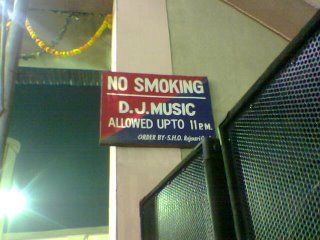 NO SMOKING
D.J. MUSIC
ALLOWED UPTO 11 P.M.
ORDER BY-S.H.O.